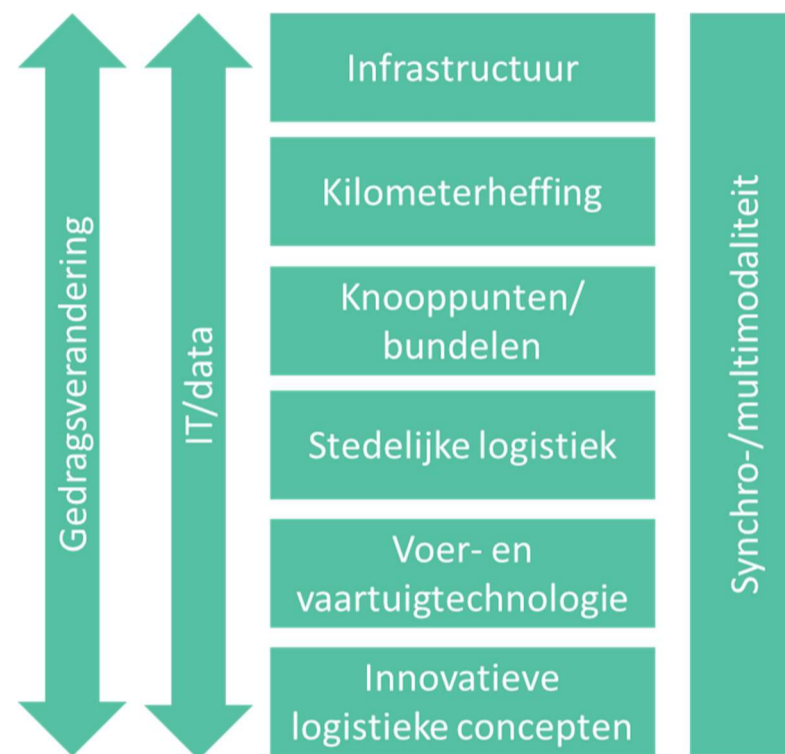 Gedragsverandering
IT/data
Infrastructuur
Kilometerheffing
Knooppunten/
bundelen
Stedelijke logistiek
Voer- en
vaartuigtechnologie
Innovatieve
logistieke concepten
Synchro-/multimodaliteit